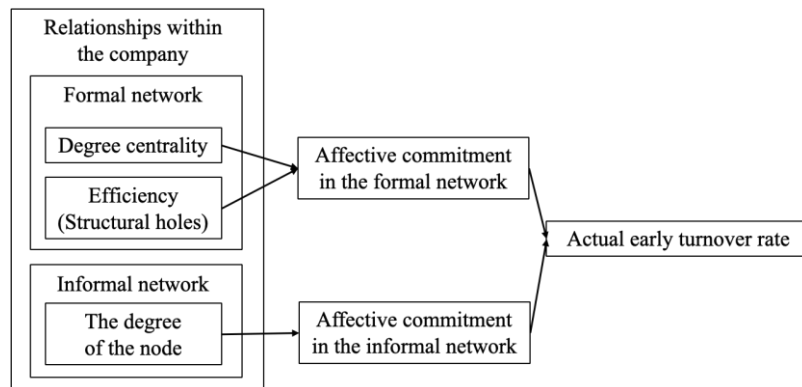 Relationships within
the company
Formal network
Degree centrality
Efficiency
(Structural holes)
Informal network
The degree
of the node
Affective commitment
in the formal network
Affective commitment
in the informal network
Actual early turnover rate